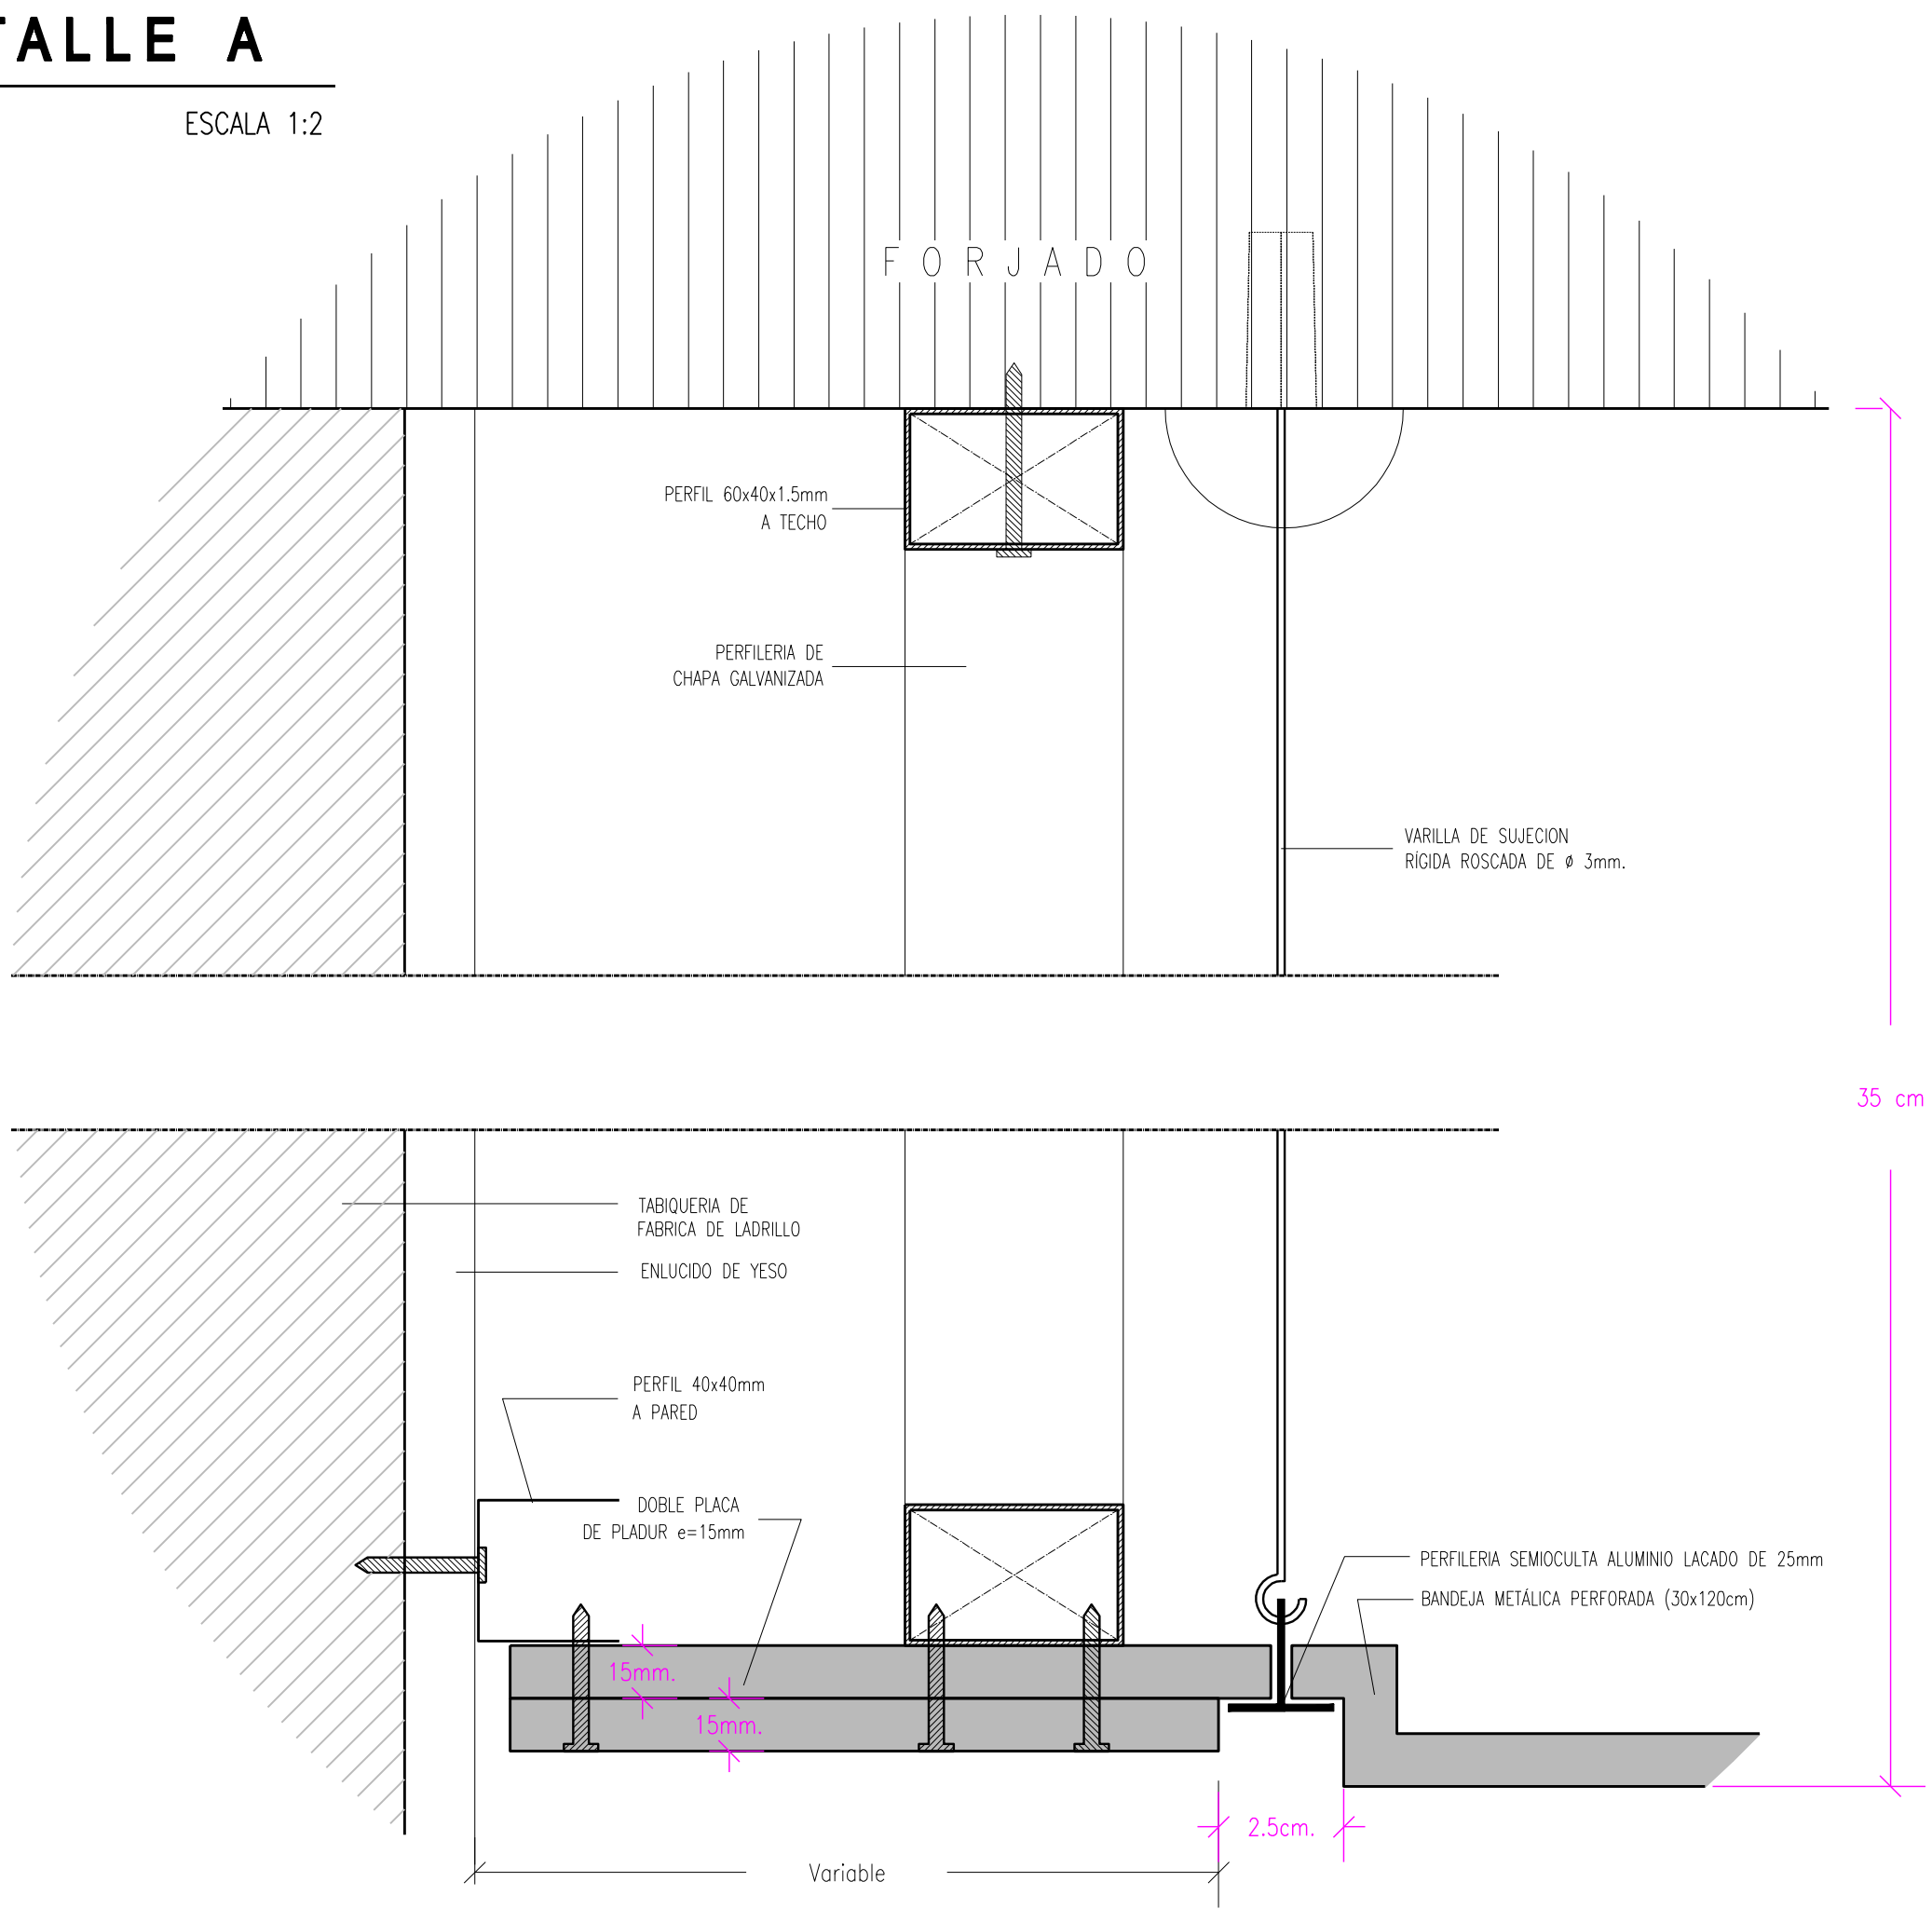 TALLE A
ESCALA 1:2
FORJADO
PERFIL 60x40x1.5mm
A TECHO
PERFILERIA DE
CHAPA GALVANIZADA
VARILLA DE SUJECION
RÍGIDA ROSCADA DE ø 3mm.
35 cm
TABIQUERIA DE
FABRICA DE LADRILLO
ENLUCIDO DE YESO
PERFIL 40x40mm
A PARED
DOBLE PLACA
DE PLADUR e=15mm
PERFILERIA SEMIOCULTA ALUMINIO LACADO DE 25mm
BANDEJA METÁLICA PERFORADA (30x120cm)
15mm.
15mm.
2.5cm.
Variable